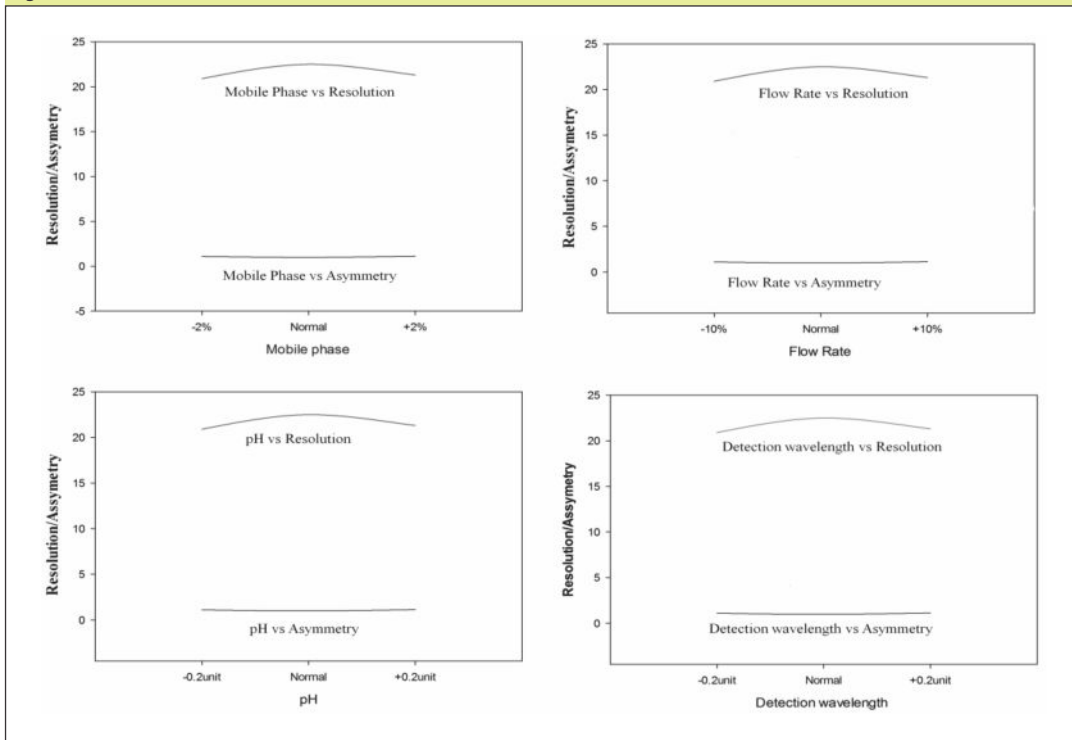 25
20
15
10
5
0
-5
Resolution/Assymetry
Mobile Phase vs Resolution
Mobile Phase vs Asymmetry
-2% Normal +2%
Mobile phase
25
20
15
10
5
0
Resolution/Assymetry
Flow Rate vs Resolution
Flow Rate vs Asymmetry
-10% Normal +10%
Flow Rate
25
20
15
10
5
0
Resolution/Assymetry
pH vs Resolution
pH vs Asymmetry
-0.2unit Normal +0.2unit
pH
25
20
15
10
5
0
Resolution/Assymetry
Detection wavelength vs Resolution
Detection wavelength vs Asymmetry
-0.2unit Normal +0.2unit
Detection wavelength